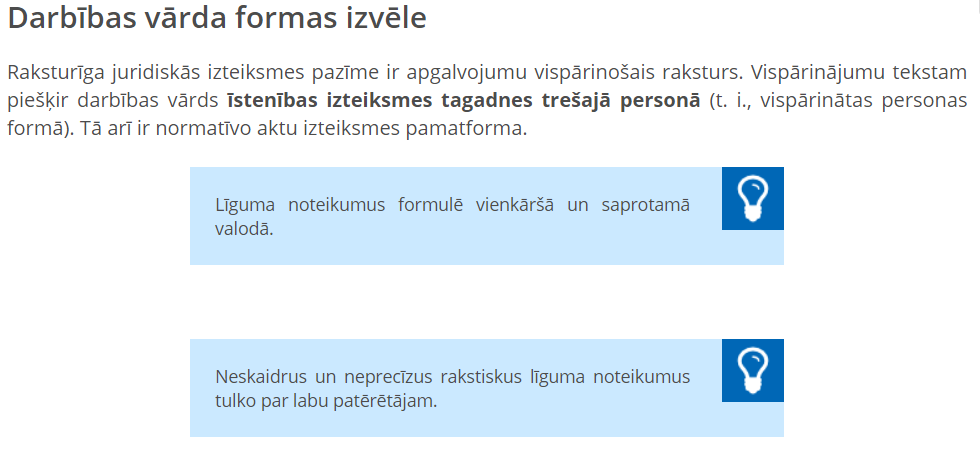 Darbības vārda formas izvēle
Raksturīga juridiskās izteiksmes pazīme ir apgalvojumu vispārinošais raksturs. Vispārinājumu tekstam
piešķir darbības vārds īstenības izteiksmes tagadnes trešajā personā (t. i., vispārinātas personas
formā). Tā arī ir normatīvo aktu izteiksmes pamatforma.
Līguma noteikumus formulē vienkāršā un saprotamā
valodā.
Neskaidrus un neprecīzus rakstiskus līguma noteikumus
tulko par labu patērētājam.